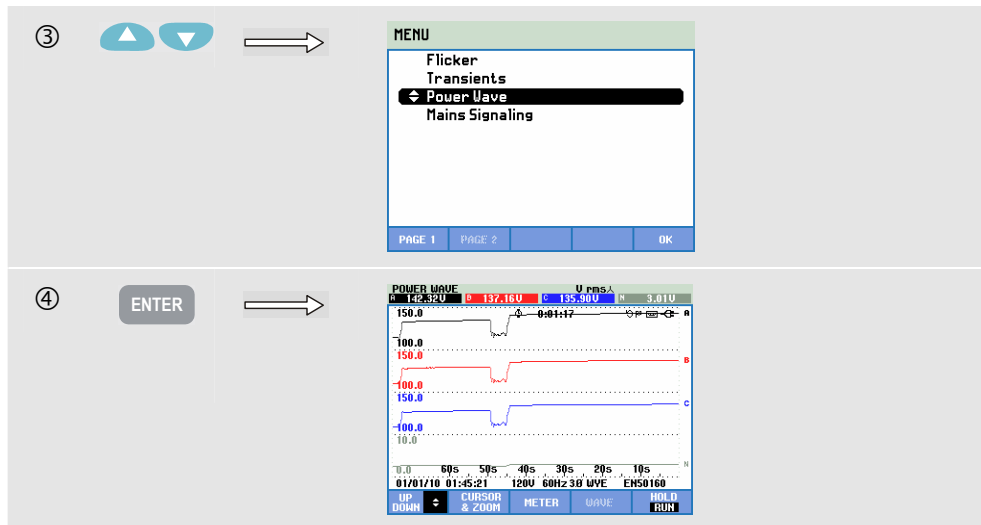 ③
MENU
Flicker
Transients
Power Wave
Mains Signaling
PAGE 1 PAGE 2 OK
④ ENTER
POWER WAVE V rms
A 142.32V B 137.16V C 135.90V N 3.01V
150.0 0:01:17 A
100.0
150.0 B
100.0
150.0 C
100.0
10.0
0.0 60s 50s 40s 30s 20s 10s N
01/01/10 01:45:21 120V 60Hz 3Ø WYE EN50160
UP DOWN CURSOR & ZOOM METER WAVE HOLD RUN